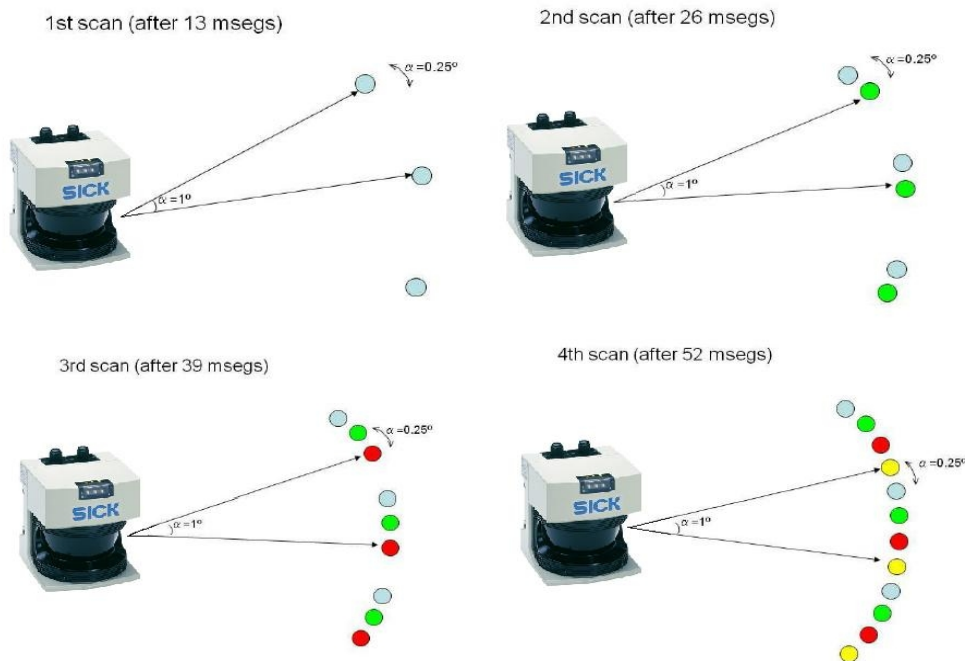 1st scan (after 13 msegs)
α=0.25º
SICK
α=1º
2nd scan (after 26 msegs)
α=0.25º
SICK
α=1º
3rd scan (after 39 msegs)
α=0.25º
SICK
α=1º
4th scan (after 52 msegs)
α=0.25º
SICK
α=1º